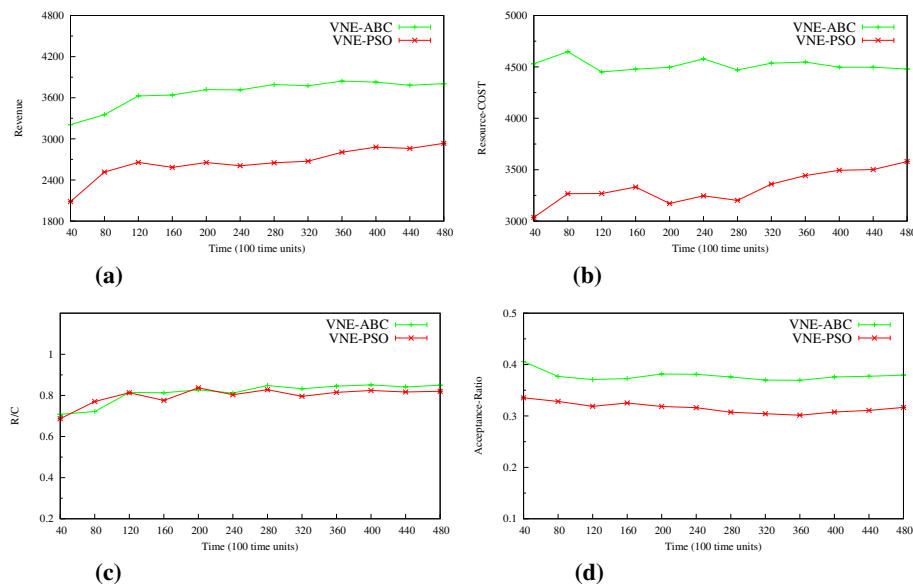 4800
4200
3600
3000
2400
1800
Revenue
VNE-ABC
VNE-PSO
40 80 120 160 200 240 280 320 360 400 440 480
Time (100 time units)
(a)
5000
4500
4000
3500
3000
Resource-COST
VNE-ABC
VNE-PSO
40 80 120 160 200 240 280 320 360 400 440 480
Time (100 time units)
(b)
1
0.8
0.6
0.4
0.2
R/C
VNE-ABC
VNE-PSO
40 80 120 160 200 240 280 320 360 400 440 480
Time (100 time units)
(c)
0.5
0.4
0.3
0.2
0.1
Acceptance-Ratio
VNE-ABC
VNE-PSO
40 80 120 160 200 240 280 320 360 400 440 480
Time (100 time units)
(d)